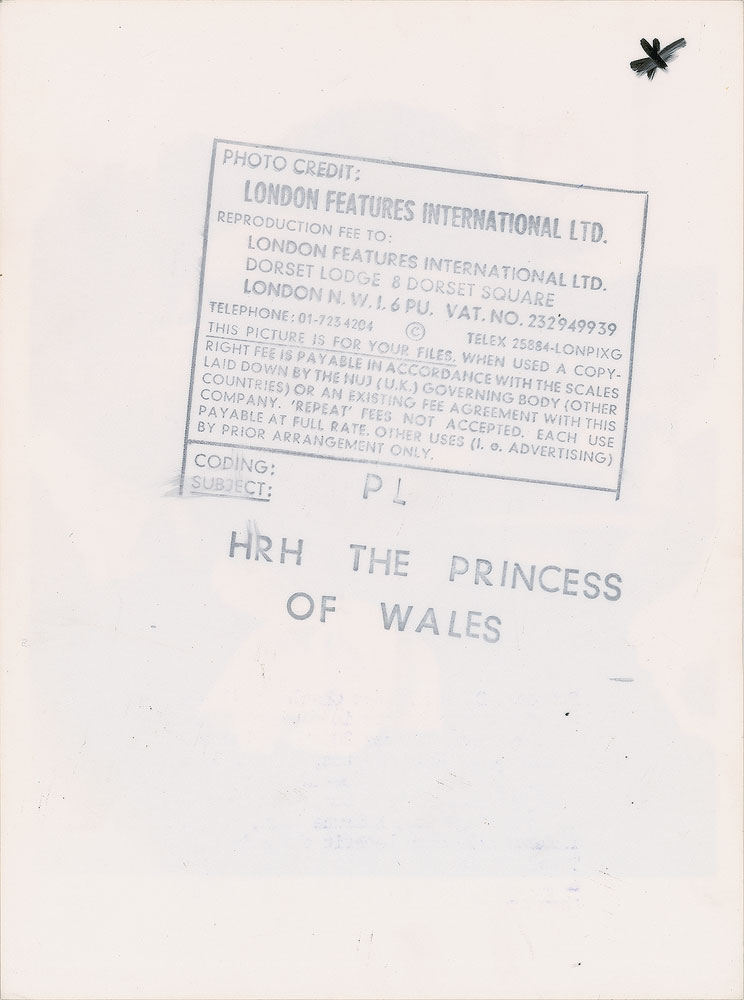 PHOTO CREDIT:
LONDON FEATURES INTERNATIONAL LTD.
REPRODUCTION FEE TO:
LONDON FEATURES INTERNATIONAL LTD.
DORSET LODGE 8 DORSET SQUARE
LONDON N.W.1. 6 PU. VAT. NO. 232949939
TELEPHONE: 01-723 4204 © TELEX 25884-LONPIXG
THIS PICTURE IS FOR YOUR FILES. WHEN USED A COPY-
RIGHT FEE IS PAYABLE IN ACCORDANCE WITH THE SCALES
LAID DOWN BY THE NUJ (U.K.) GOVERNING BODY (OTHER
COUNTRIES) OR AN EXISTING FEE AGREEMENT WITH THIS
COMPANY. 'REPEAT' FEES NOT ACCEPTED. EACH USE
PAYABLE AT FULL RATE. OTHER USES (I. e. ADVERTISING)
BY PRIOR ARRANGEMENT ONLY.
CODING:
SUBJECT: PL
HRH THE PRINCESS
OF WALES